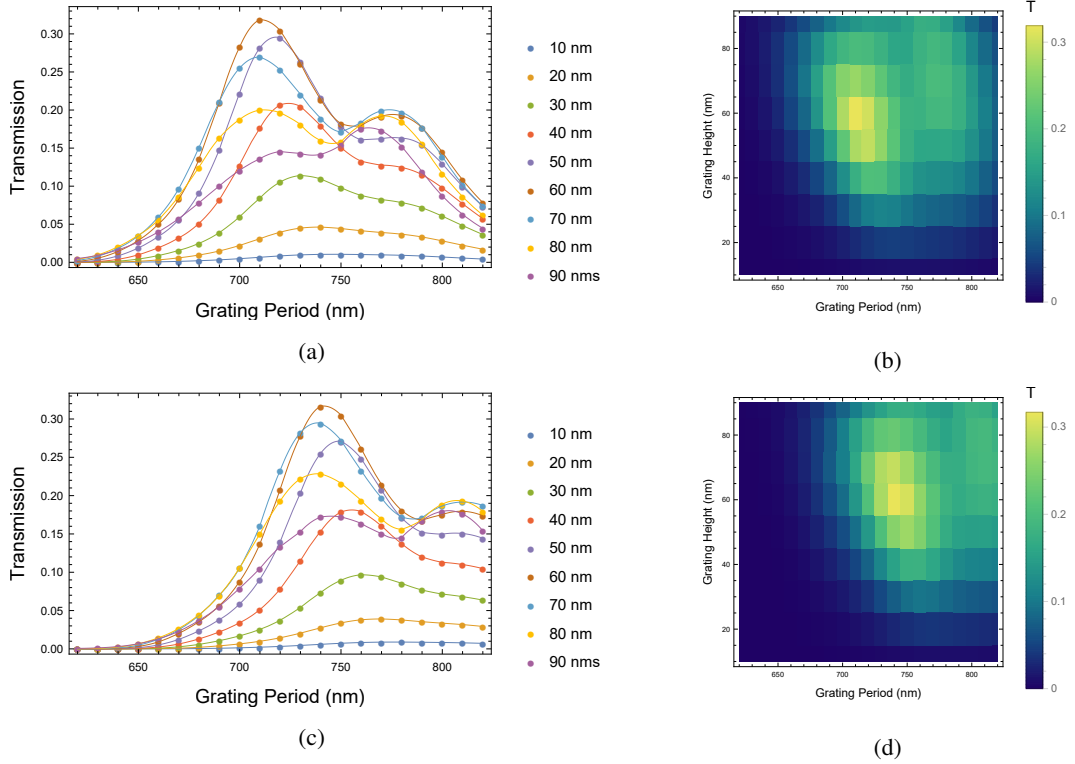 0.30
0.25
0.20
0.15
0.10
0.05
0.00
Transmission
650
700
750
800
Grating Period (nm)
10 nm
20 nm
30 nm
40 nm
50 nm
60 nm
70 nm
80 nm
90 nms
(a)
80
60
40
20
Grating Height (nm)
650
700
750
800
Grating Period (nm)
T
0.3
0.2
0.1
0
(b)
0.30
0.25
0.20
0.15
0.10
0.05
0.00
Transmission
650
700
750
800
Grating Period (nm)
10 nm
20 nm
30 nm
40 nm
50 nm
60 nm
70 nm
80 nm
90 nms
(c)
80
60
40
20
Grating Height (nm)
650
700
750
800
Grating Period (nm)
T
0.3
0.2
0.1
0
(d)